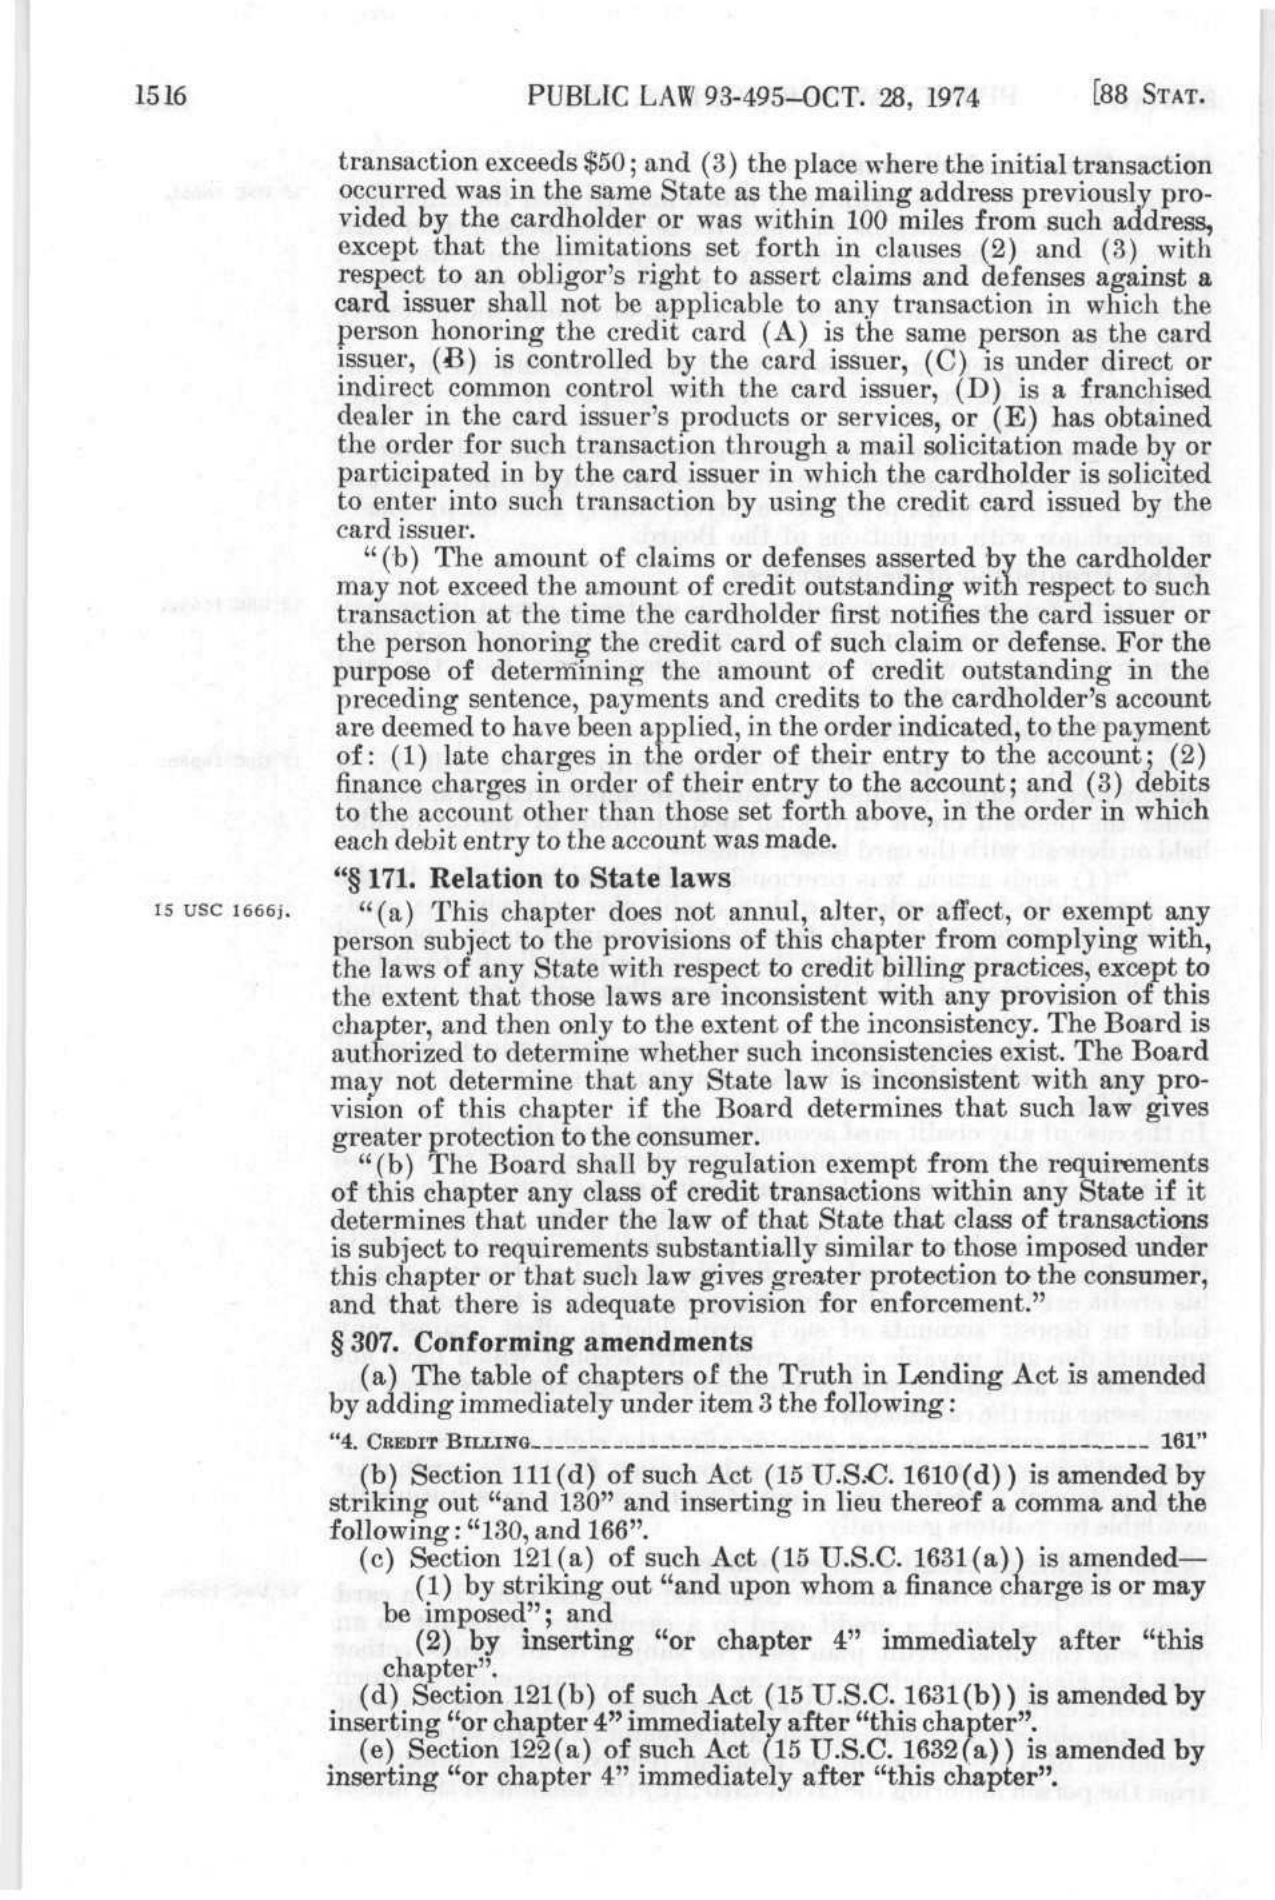 1516 PUBLIC LAW 93-495–OCT. 28, 1974 [88 STAT.
transaction exceeds $50; and (3) the place where the initial transaction
occurred was in the same State as the mailing address previously pro-
vided by the cardholder or was within 100 miles from such address,
except that the limitations set forth in clauses (2) and (3) with
respect to an obligor's right to assert claims and defenses against a
card issuer shall not be applicable to any transaction in which the
person honoring the credit card (A) is the same person as the card
issuer, (B) is controlled by the card issuer, (C) is under direct or
indirect common control with the card issuer, (D) is a franchised
dealer in the card issuer's products or services, or (E) has obtained
the order for such transaction through a mail solicitation made by or
participated in by the card issuer in which the cardholder is solicited
to enter into such transaction by using the credit card issued by the
card issuer.
"(b) The amount of claims or defenses asserted by the cardholder
may not exceed the amount of credit outstanding with respect to such
transaction at the time the cardholder first notifies the card issuer or
the person honoring the credit card of such claim or defense. For the
purpose of determining the amount of credit outstanding in the
preceding sentence, payments and credits to the cardholder's account
are deemed to have been applied, in the order indicated, to the payment
of: (1) late charges in the order of their entry to the account; (2)
finance charges in order of their entry to the account; and (3) debits
to the account other than those set forth above, in the order in which
each debit entry to the account was made.
"§ 171. Relation to State laws
15 USC 1666j. "(a) This chapter does not annul, alter, or affect, or exempt any
person subject to the provisions of this chapter from complying with,
the laws of any State with respect to credit billing practices, except to
the extent that those laws are inconsistent with any provision of this
chapter, and then only to the extent of the inconsistency. The Board is
authorized to determine whether such inconsistencies exist. The Board
may not determine that any State law is inconsistent with any pro-
vision of this chapter if the Board determines that such law gives
greater protection to the consumer.
"(b) The Board shall by regulation exempt from the requirements
of this chapter any class of credit transactions within any State if it
determines that under the law of that State that class of transactions
is subject to requirements substantially similar to those imposed under
this chapter or that such law gives greater protection to the consumer,
and that there is adequate provision for enforcement."
§ 307. Conforming amendments
(a) The table of chapters of the Truth in Lending Act is amended
by adding immediately under item 3 the following:
"4. CREDIT BILLING------------------------------------------------------------ 161"
(b) Section 111(d) of such Act (15 U.S.C. 1610(d)) is amended by
striking out "and 130" and inserting in lieu thereof a comma and the
following: "130, and 166".
(c) Section 121(a) of such Act (15 U.S.C. 1631(a)) is amended—
(1) by striking out "and upon whom a finance charge is or may
be imposed"; and
(2) by inserting "or chapter 4" immediately after "this
chapter".
(d) Section 121(b) of such Act (15 U.S.C. 1631(b)) is amended by
inserting "or chapter 4" immediately after "this chapter".
(e) Section 122(a) of such Act (15 U.S.C. 1632(a)) is amended by
inserting "or chapter 4" immediately after "this chapter".